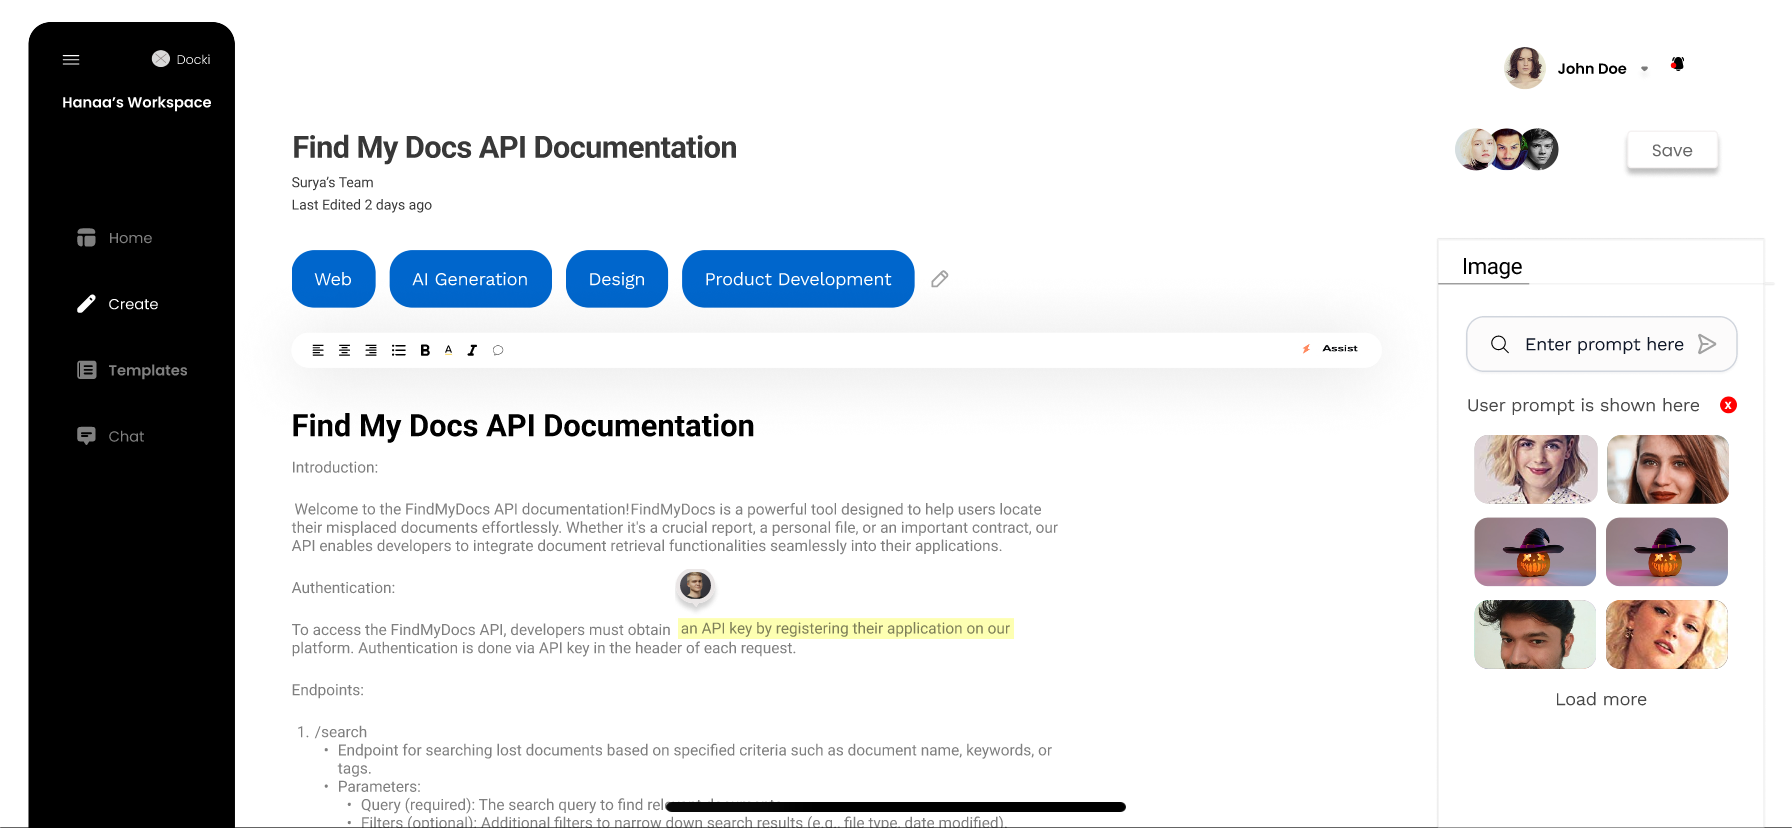 Docki
Hanaa's Workspace
Home
Create
Templates
Chat
John Doe
Find My Docs API Documentation
Surya's Team
Last Edited 2 days ago
Save
Web
AI Generation
Design
Product Development
B
A
I
Assist
Find My Docs API Documentation
Introduction:
Welcome to the FindMyDocs API documentation!FindMyDocs is a powerful tool designed to help users locate
their misplaced documents effortlessly. Whether it's a crucial report, a personal file, or an important contract, our
API enables developers to integrate document retrieval functionalities seamlessly into their applications.
Authentication:
To access the FindMyDocs API, developers must obtain an API key by registering their application on our
platform. Authentication is done via API key in the header of each request.
Endpoints:
1. /search
• Endpoint for searching lost documents based on specified criteria such as document name, keywords, or
tags.
• Parameters:
• Query (required): The search query to find
• Filters (optional): Additional filters to narrow down search results (e.g., file type, date modified).
Image
Enter prompt here
User prompt is shown here
X
Load more